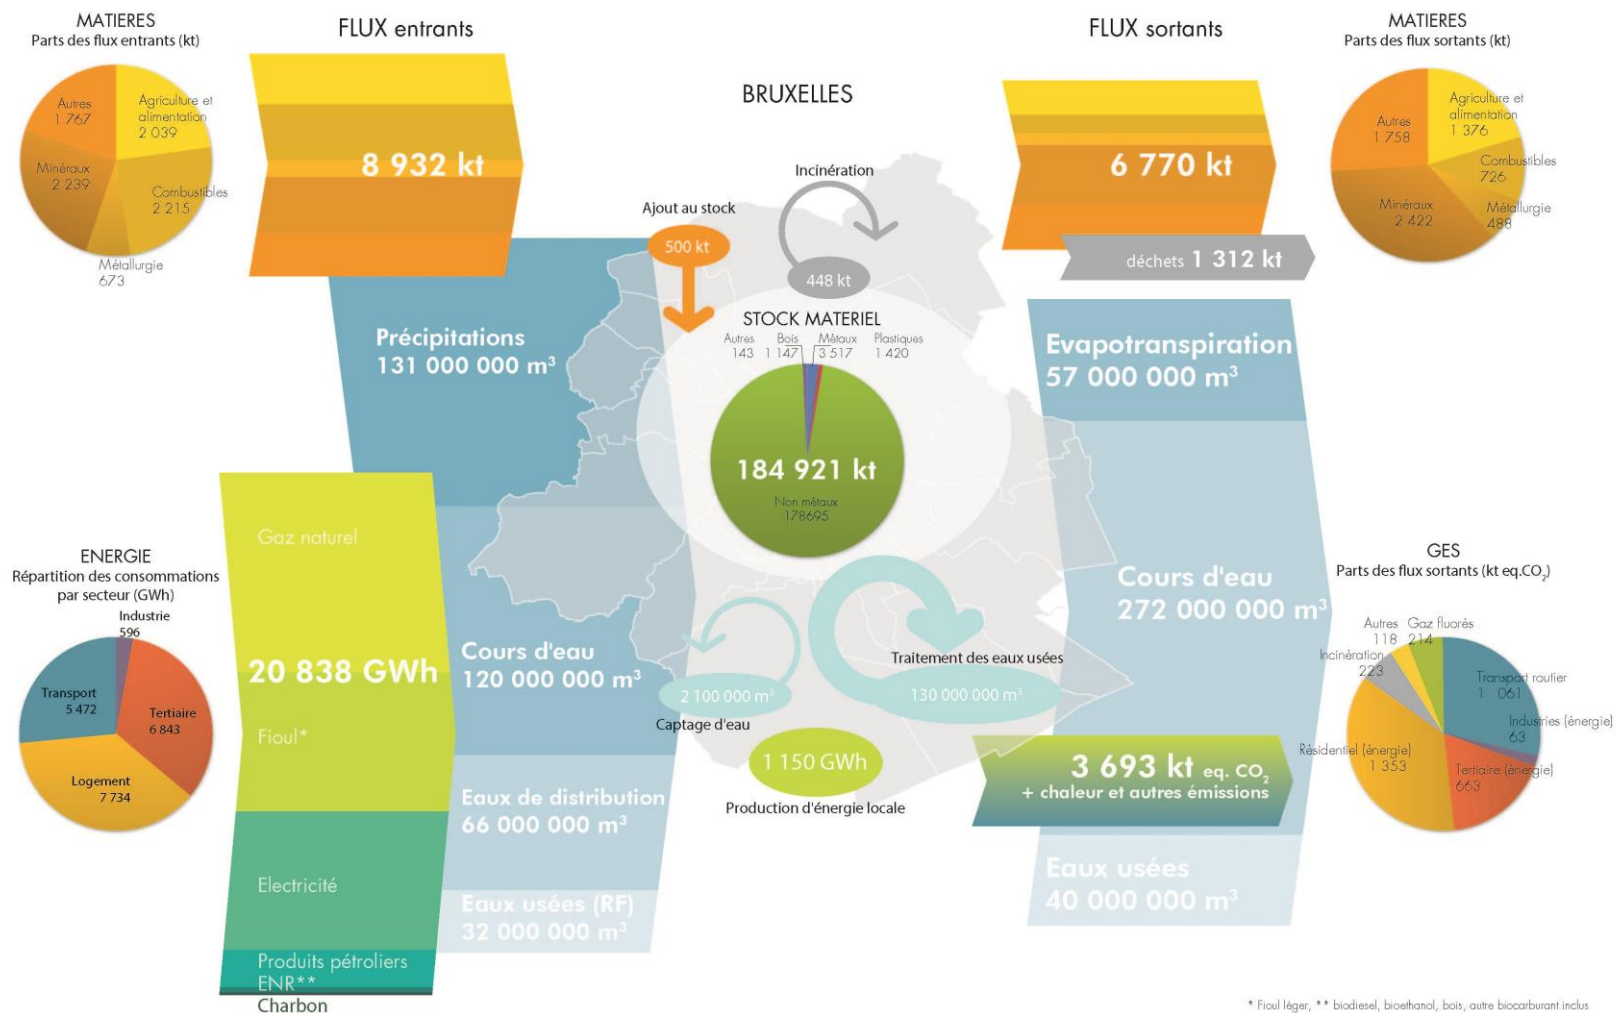 MATIERES
Parts des flux entrants (kt)
Autres
1 767
Agriculture et
alimentation
2 039
Minéraux
2 239
Combustibles
2 215
Métallurgie
673
FLUX entrants
8 932 kt
BRUXELLES
FLUX sortants
6 770 kt
déchets 1 312 kt
MATIERES
Parts des flux sortants (kt)
Autres
1 758
Agriculture et
alimentation
1 376
Combustibles
726
Métallurgie
488
Minéraux
2 422
Incinération
448 kt
Ajout au stock
500 kt
STOCK MATERIEL
Autres
143
Bois
1 147
Métaux
3 517
Plastiques
1 420
184 921 kt
Non métaux
178695
Précipitations
131 000 000 m³
Cours d'eau
120 000 000 m³
Eaux de distribution
66 000 000 m³
Eaux usées (RF)
32 000 000 m³
Evapotranspiration
57 000 000 m³
Cours d'eau
272 000 000 m³
Eaux usées
40 000 000 m³
ENERGIE
Répartition des consommations
par secteur (GWh)
Industrie
596
Transport
5 472
Tertiaire
6 843
Logement
7 734
Gaz naturel
20 838 GWh
Fioul*
Electricité
Produits pétroliers
ENR**
Charbon
2 100 000 m³
Captage d'eau
Traitement des eaux usées
130 000 000 m³
1 150 GWh
Production d'énergie locale
3 693 kt eq. CO₂
+ chaleur et autres émissions
GES
Parts des flux sortants (kt eq.CO₂)
Autres
118
Gaz fluorés
214
Incinération
223
Transport routier
1 061
Industries (énergie)
63
Résidentiel (énergie)
1 353
Tertiaire (énergie)
663
* Fioul léger, ** biodiesel, bioethanol, bois, autre biocarburant inclus